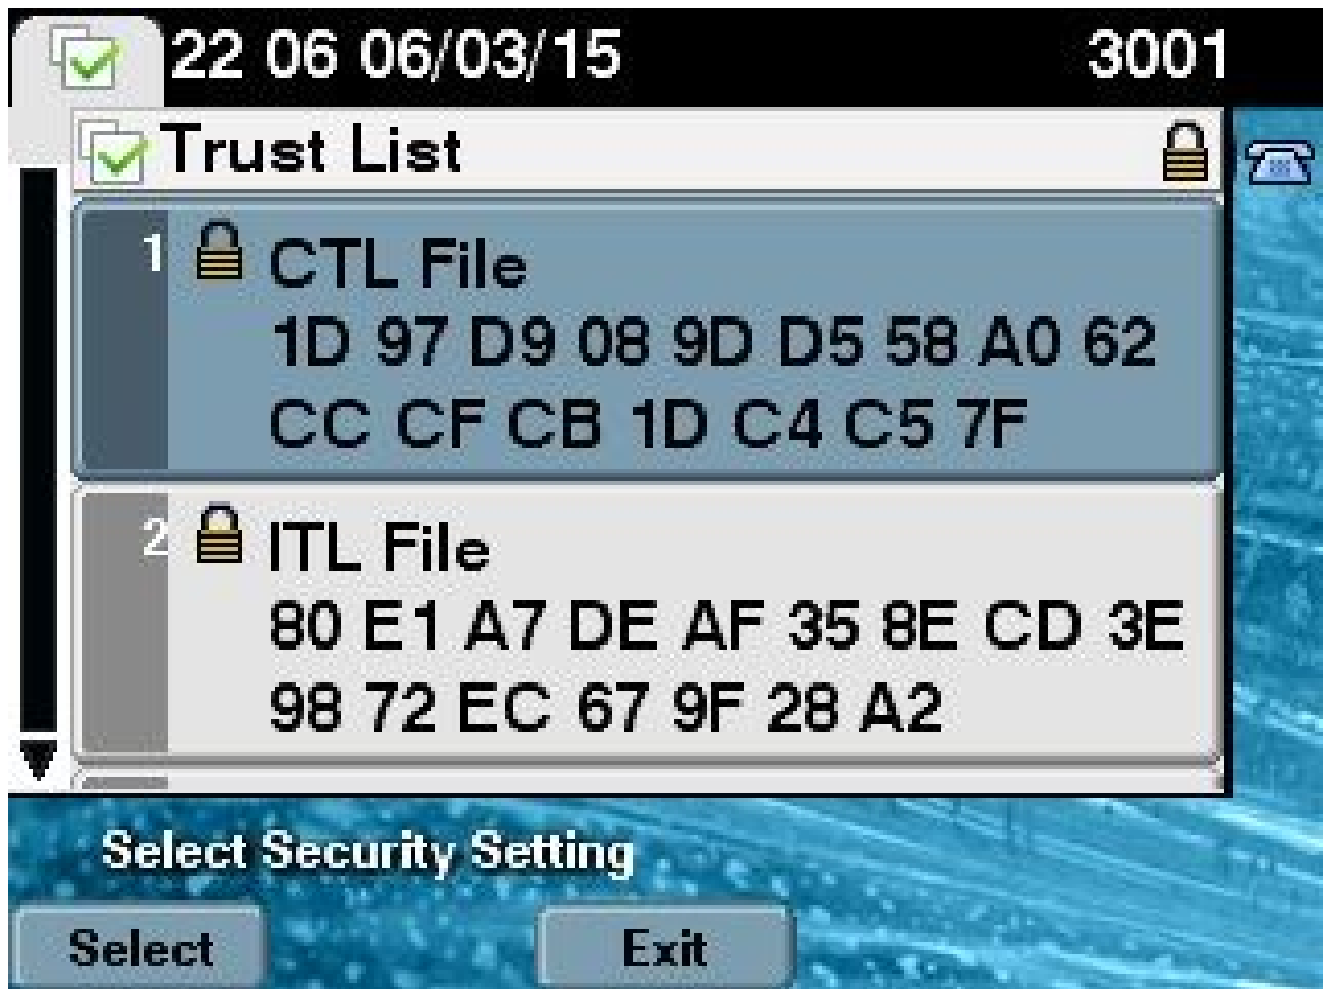 22 06 06/03/15 3001
Trust List
1 CTL File
1D 97 D9 08 9D D5 58 A0 62
CC CF CB 1D C4 C5 7F
2 ITL File
80 E1 A7 DE AF 35 8E CD 3E
98 72 EC 67 9F 28 A2
Select Security Setting
Select Exit